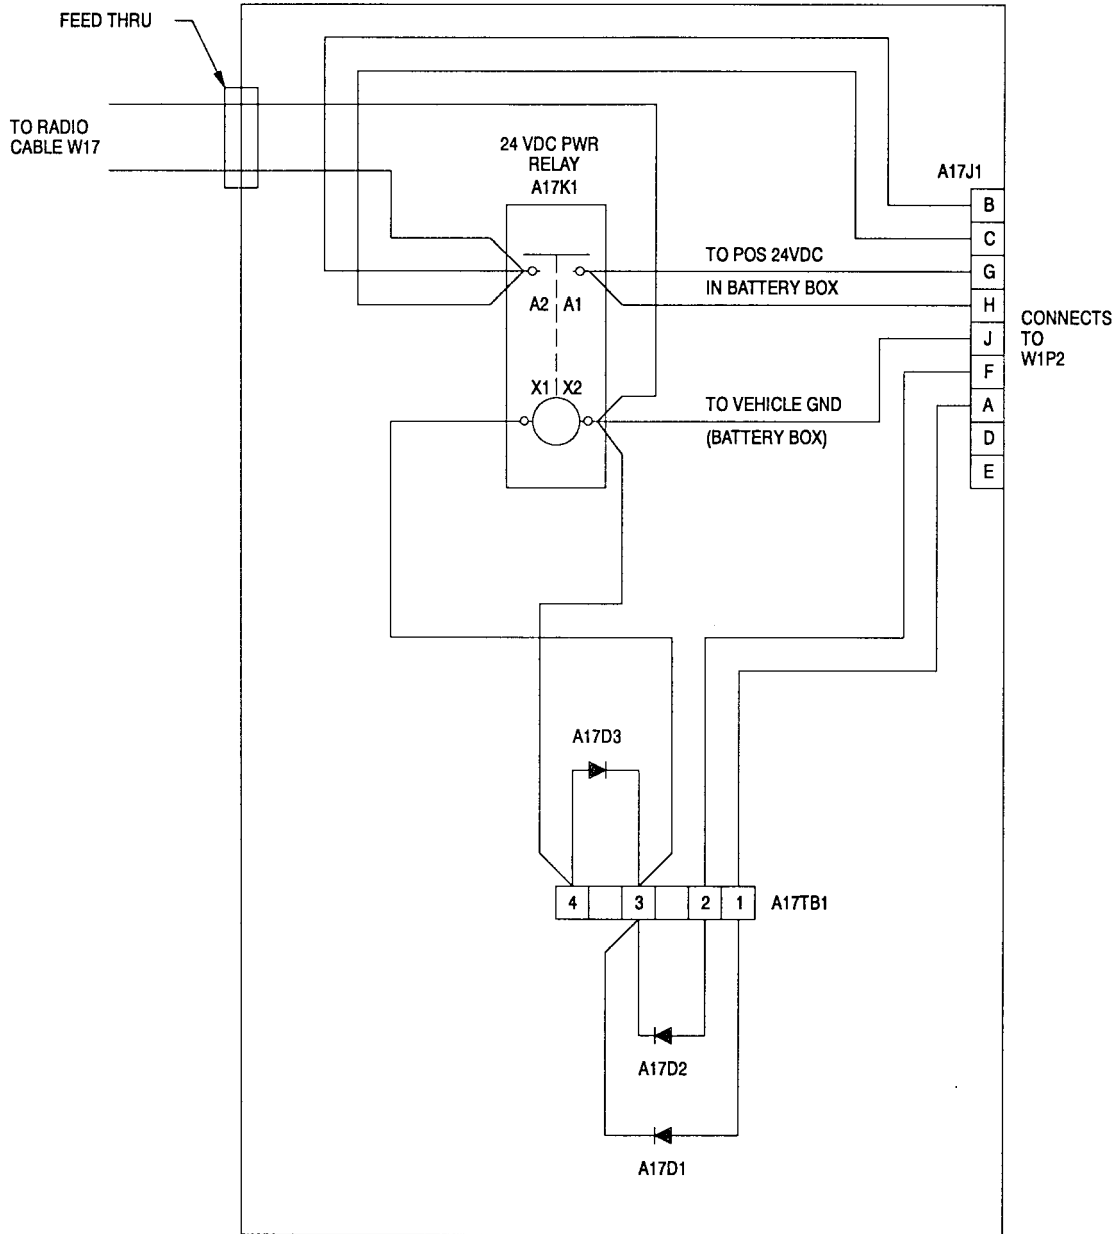 FEED THRU
TO RADIO
CABLE W17
24 VDC PWR
RELAY
A17K1
A17J1
B
C
G
H
J
F
A
D
E
TO POS 24VDC
IN BATTERY BOX
A2 A1
CONNECTS
TO
W1P2
X1 X2
TO VEHICLE GND
(BATTERY BOX)
A17D3
4 3 2 1 A17TB1
A17D2
A17D1